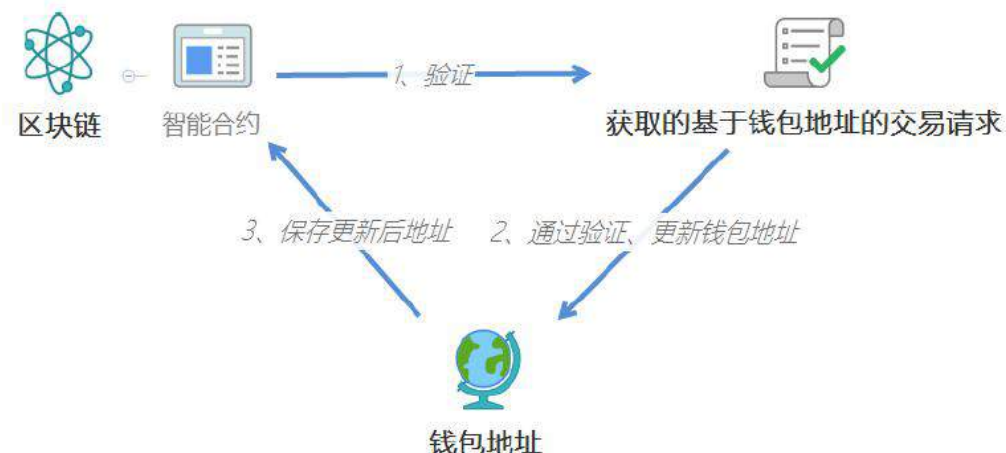 1、验证
区块链
智能合约
获取的基于钱包地址的交易请求
3、保存更新后地址
2、通过验证、更新钱包地址
钱包地址